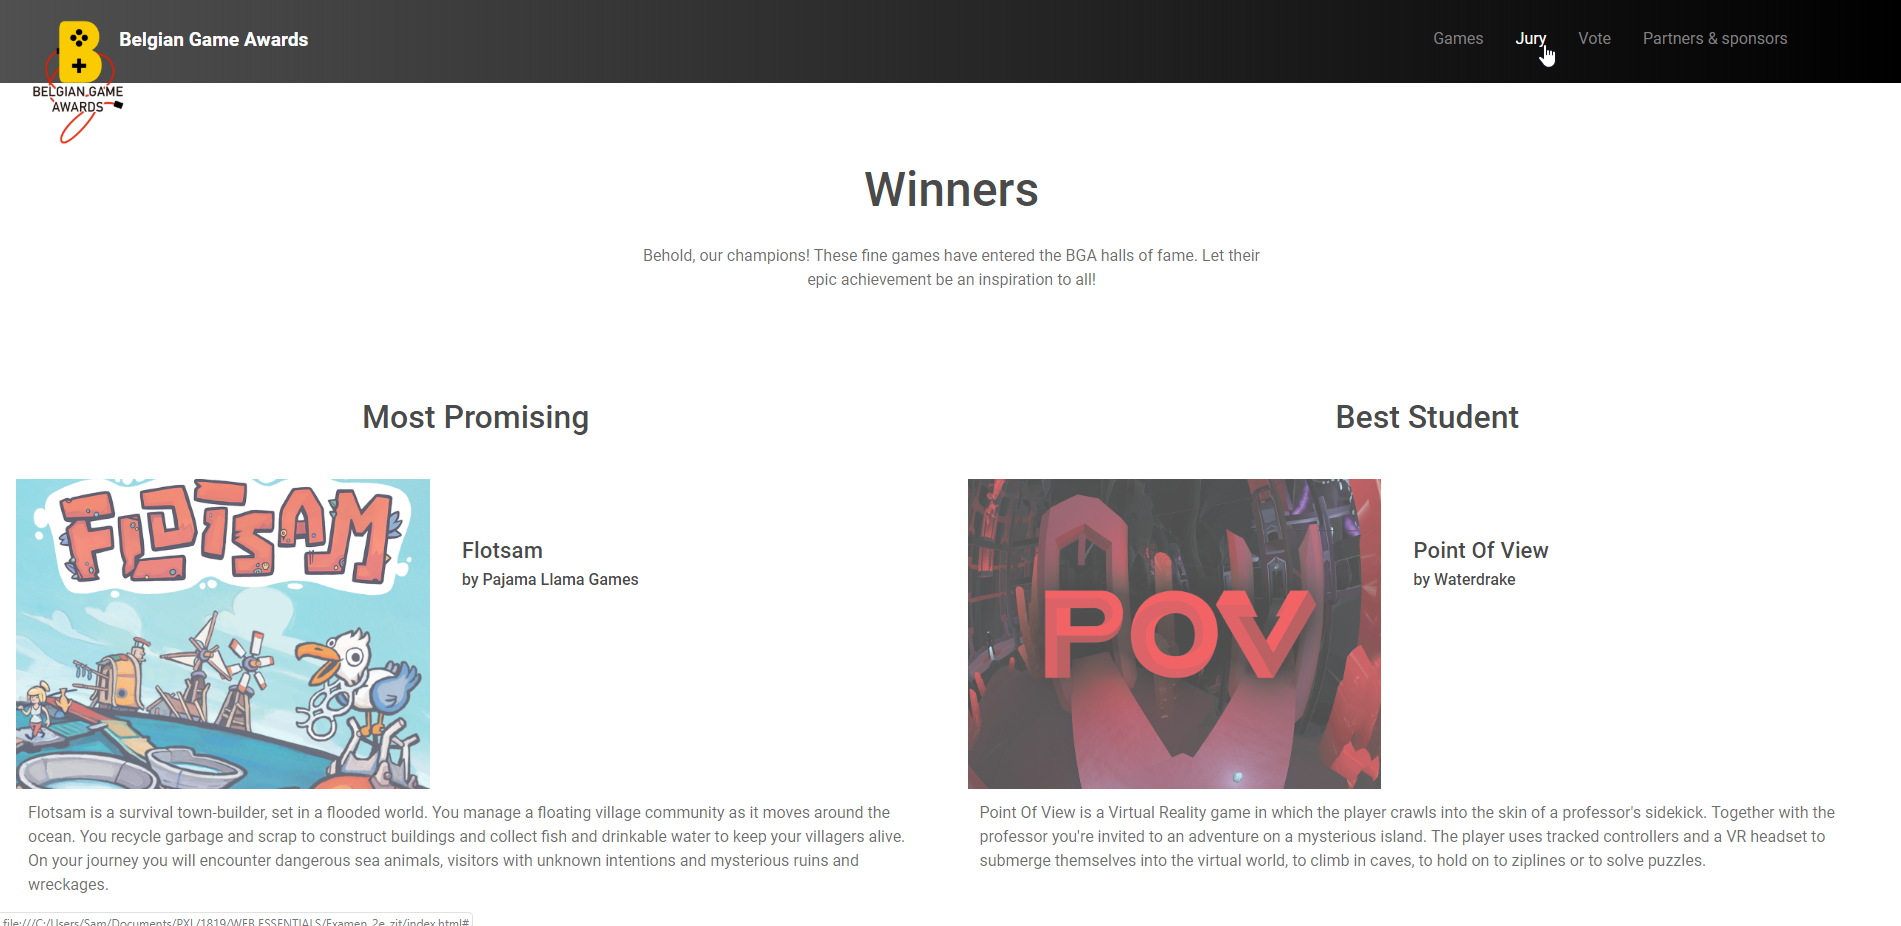 BELGIAN GAME
AWARDS
Belgian Game Awards
Games
Jury
Vote
Partners & sponsors
Winners
Behold, our champions! These fine games have entered the BGA halls of fame. Let their
epic achievement be an inspiration to all!
Most Promising
FLOTSAM
Flotsam
by Pajama Llama Games
Flotsam is a survival town-builder, set in a flooded world. You manage a floating village community as it moves around the
ocean. You recycle garbage and scrap to construct buildings and collect fish and drinkable water to keep your villagers alive.
On your journey you will encounter dangerous sea animals, visitors with unknown intentions and mysterious ruins and
wreckages.
Best Student
POV
Point Of View
by Waterdrake
Point Of View is a Virtual Reality game in which the player crawls into the skin of a professor's sidekick. Together with the
professor you're invited to an adventure on a mysterious island. The player uses tracked controllers and a VR headset to
submerge themselves into the virtual world, to climb in caves, to hold on to ziplines or to solve puzzles.
file:///C:/Users/Sam/Documents/PXL/1819/WEB ESSENTIALS/Examen_2e_zit/index.html#